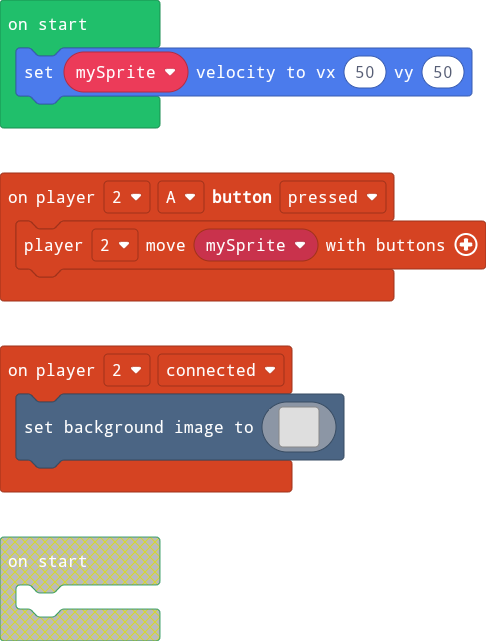 on start
set mySprite velocity to vx 50 vy 50
on player 2 A button pressed
player 2 move mySprite with buttons
on player 2 connected
set background image to
on start